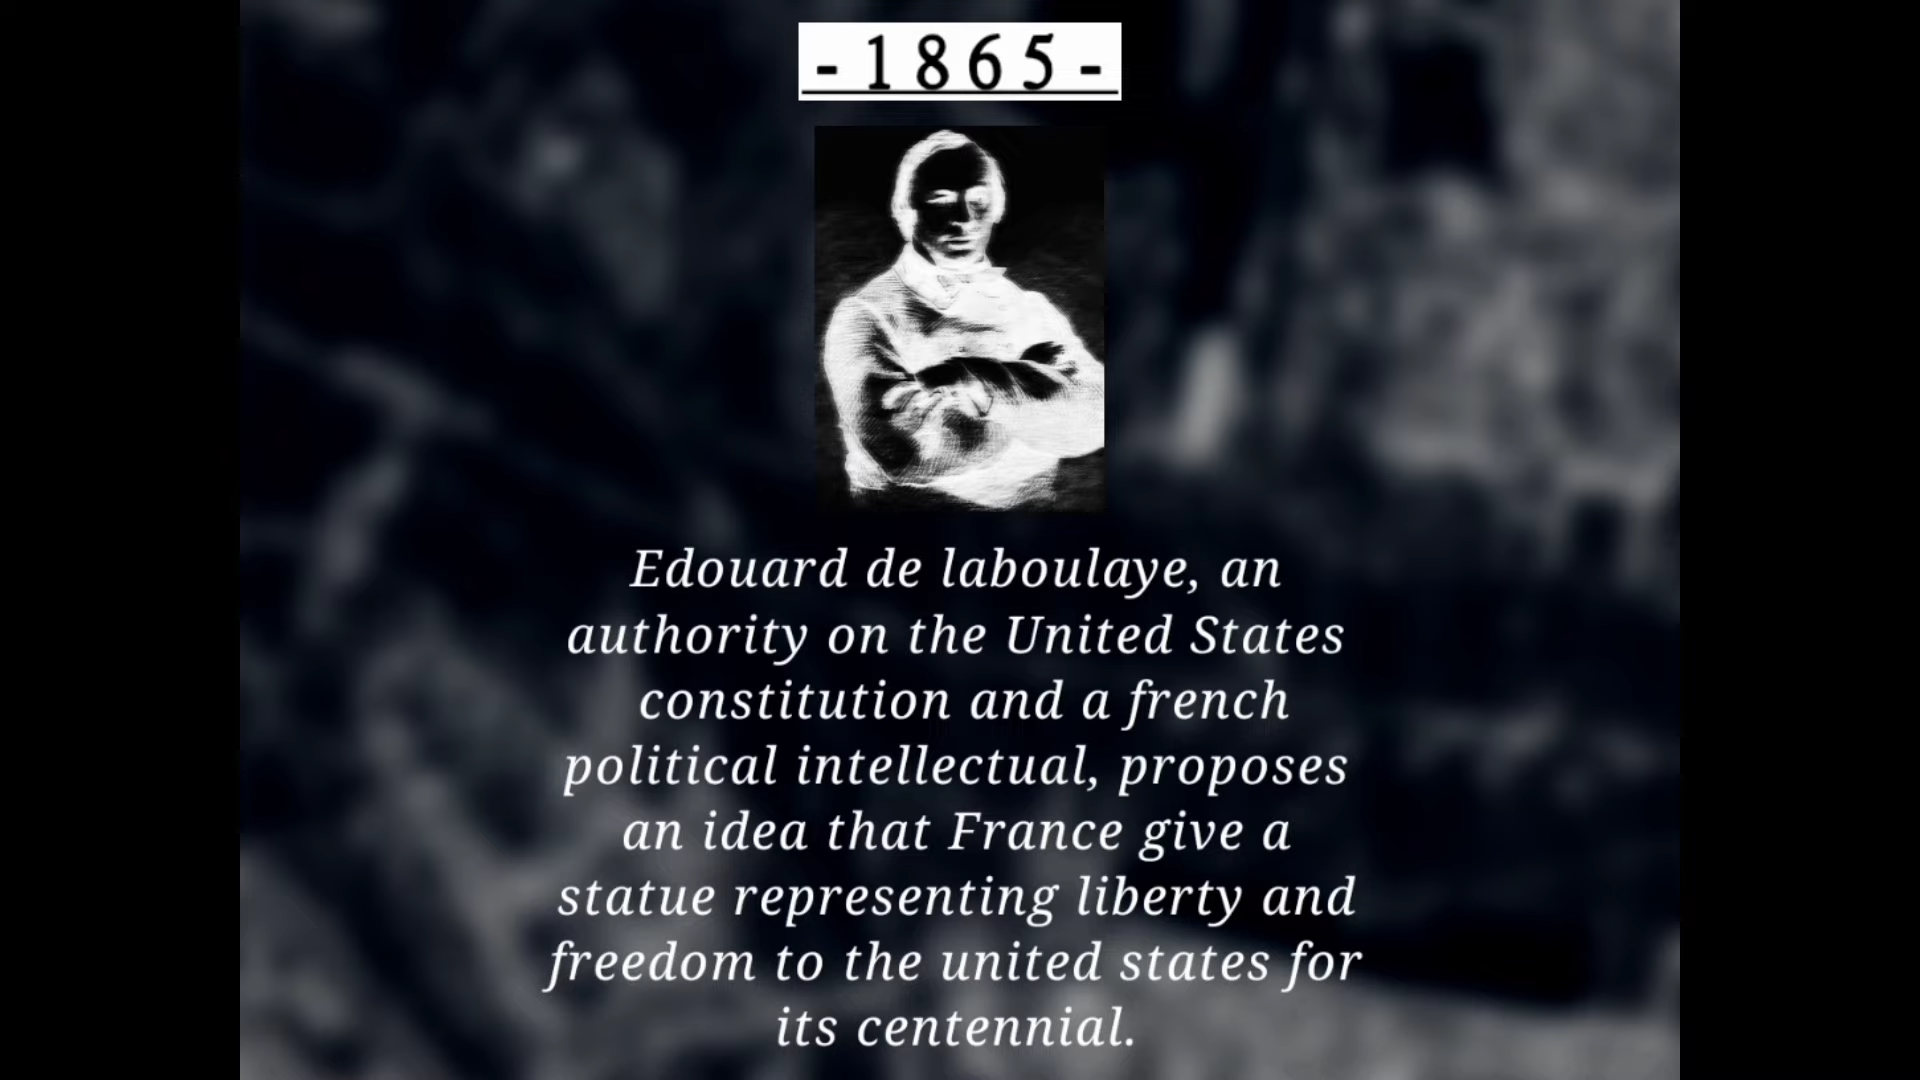 -1865-
Edouard de laboulaye, an
authority on the United States
constitution and a french
political intellectual, proposes
an idea that France give a
statue representing liberty and
freedom to the united states for
its centennial.